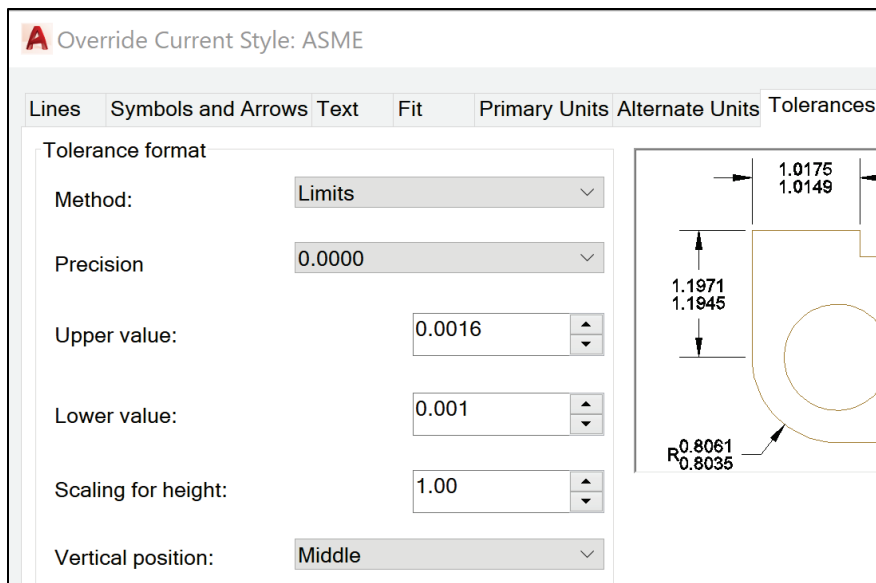 Override Current Style: ASME
Lines Symbols and Arrows Text Fit Primary Units Alternate Units Tolerances
Tolerance format
Method: Limits
Precision 0.0000
Upper value: 0.0016
Lower value: 0.001
Scaling for height: 1.00
Vertical position: Middle
1.0175
1.0149
1.1971
1.1945
R0.8061
0.8035